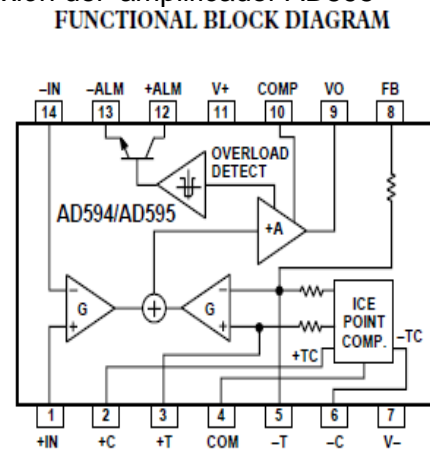 FUNCTIONAL BLOCK DIAGRAM
–IN –ALM +ALM V+ COMP VO FB
14 13 12 11 10 9 8
OVERLOAD
DETECT
AD594/AD595
+A
– –
G + G
+ +
ICE
POINT
COMP.
–TC
+TC
1 2 3 4 5 6 7
+IN +C +T COM –T –C V–